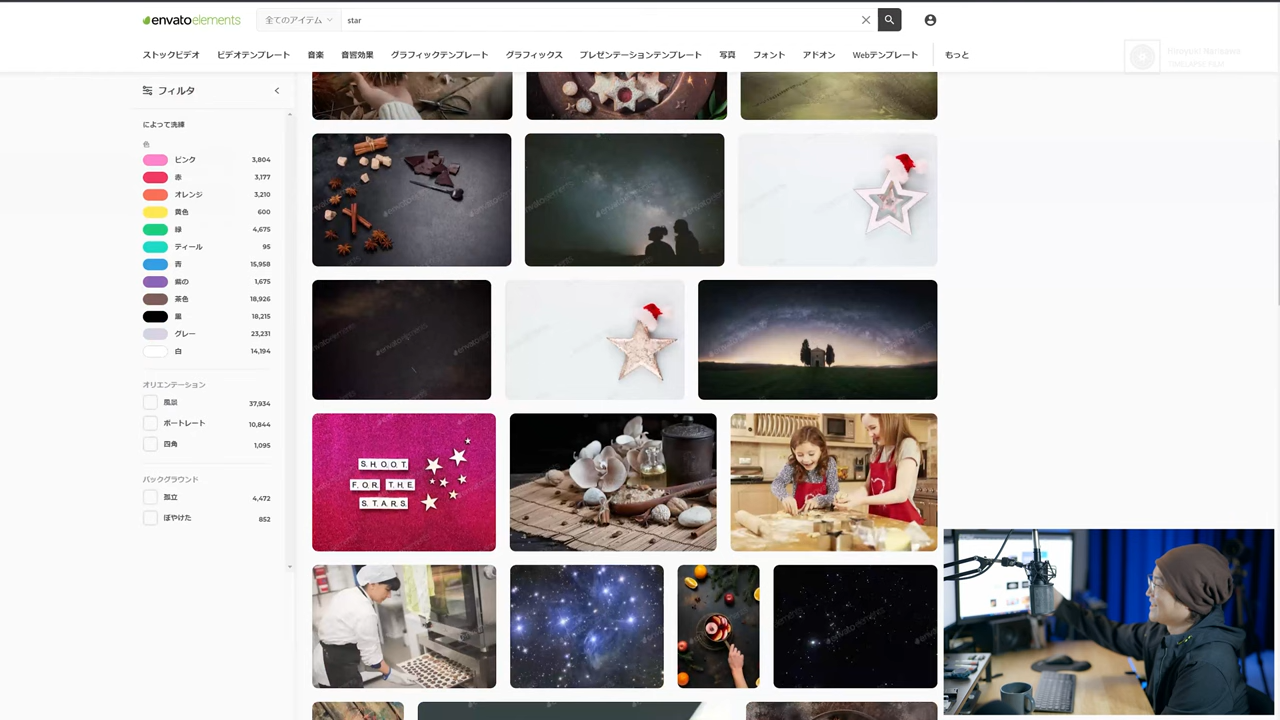 envato elements
全てのアイテム
star
ストックビデオ
ビデオテンプレート
音楽
音響効果
グラフィックテンプレート
グラフィックス
プレゼンテーションテンプレート
写真
フォント
アドオン
Webテンプレート
もっと
フィルタ
によって洗練
色
ピンク 3,804
赤 3,177
オレンジ 3,210
黄色 600
緑 4,675
ティール 95
青 15,958
紫の 1,675
茶色 18,926
黒 18,215
グレー 23,231
白 14,194
オリエンテーション
風景 37,934
ポートレート 10,844
四角 1,095
バックグラウンド
孤立 4,472
ぼやけた 852
SHOOT
FOR THE
STARS